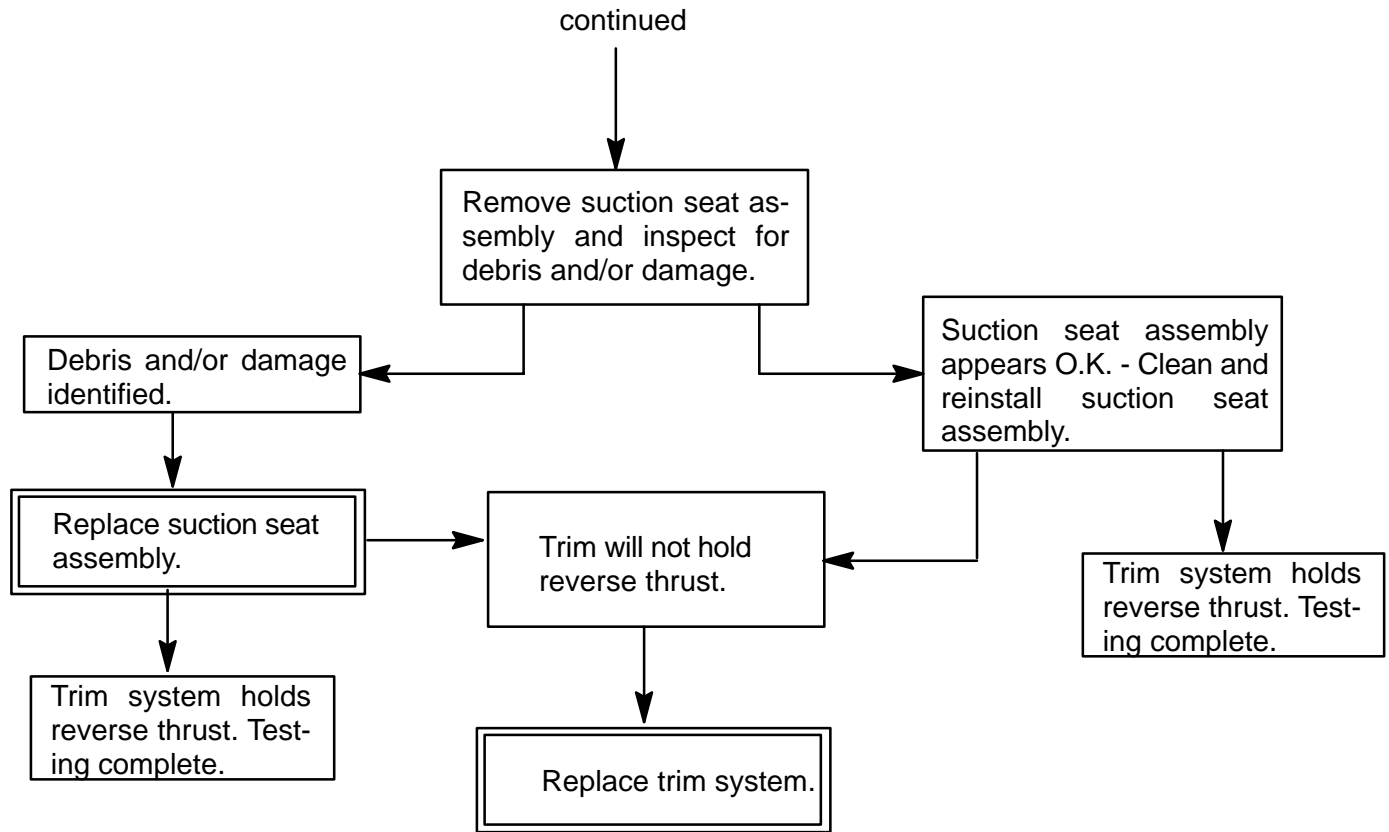 continued
Remove suction seat as-
sembly and inspect for
debris and/or damage.
Debris and/or damage
identified.
Suction seat assembly
appears O.K. - Clean and
reinstall suction seat
assembly.
Replace suction seat
assembly.
Trim will not hold
reverse thrust.
Trim system holds
reverse thrust. Test-
ing complete.
Trim system holds
reverse thrust. Test-
ing complete.
Replace trim system.